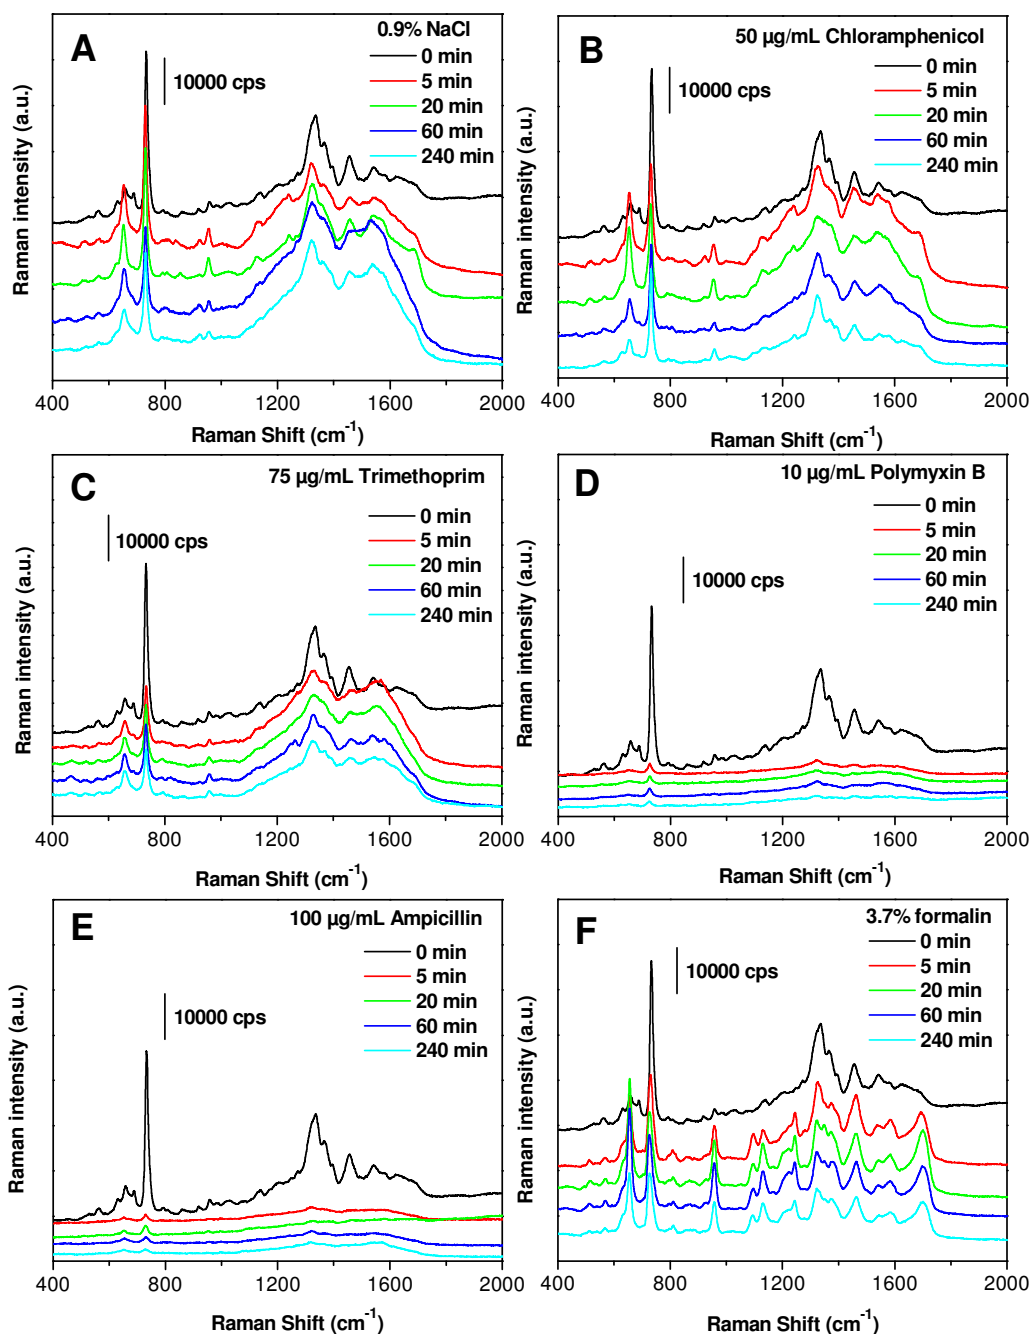 A
0.9% NaCl
10000 cps
0 min
5 min
20 min
60 min
240 min
Raman intensity (a.u.)
400 800 1200 1600 2000
Raman Shift (cm⁻¹)
B
50 µg/mL Chloramphenicol
10000 cps
0 min
5 min
20 min
60 min
240 min
Raman intensity (a.u.)
400 800 1200 1600 2000
Raman Shift (cm⁻¹)
C
75 µg/mL Trimethoprim
10000 cps
0 min
5 min
20 min
60 min
240 min
Raman intensity (a.u.)
400 800 1200 1600 2000
Raman Shift (cm⁻¹)
D
10 µg/mL Polymyxin B
10000 cps
0 min
5 min
20 min
60 min
240 min
Raman intensity (a.u.)
400 800 1200 1600 2000
Raman Shift (cm⁻¹)
E
100 µg/mL Ampicillin
10000 cps
0 min
5 min
20 min
60 min
240 min
Raman intensity (a.u.)
400 800 1200 1600 2000
Raman Shift (cm⁻¹)
F
3.7% formalin
10000 cps
0 min
5 min
20 min
60 min
240 min
Raman intensity (a.u.)
400 800 1200 1600 2000
Raman Shift (cm⁻¹)